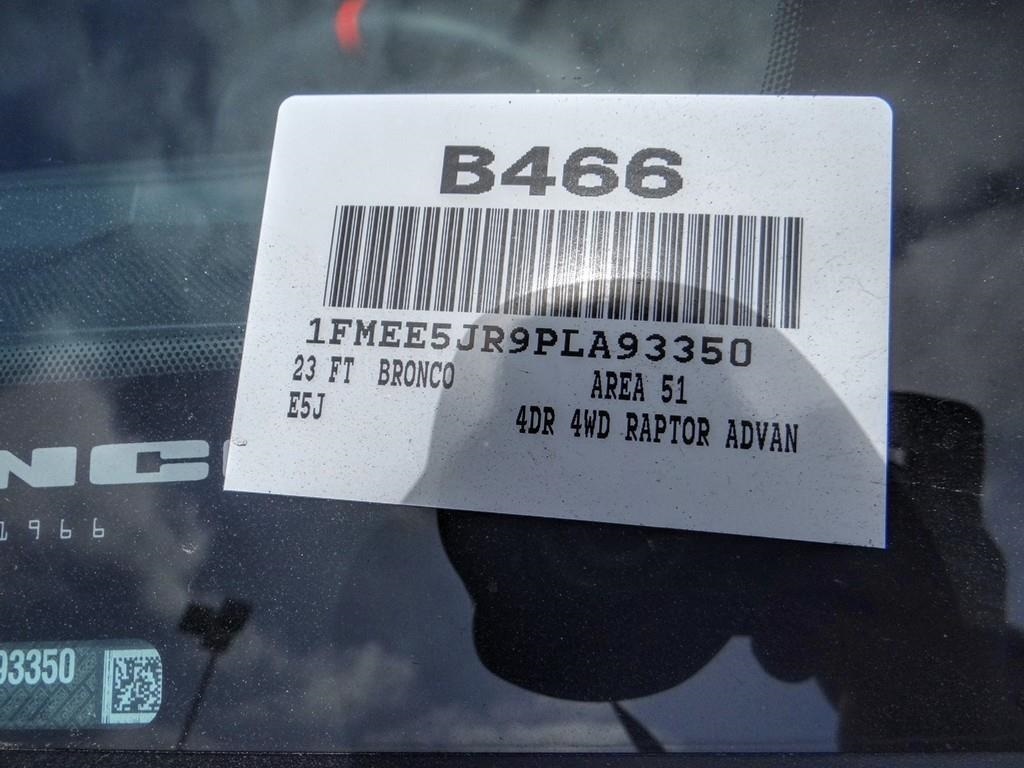 B466
1FMEE5JR9PLA93350
23 FT BRONCO AREA 51
E5J 4DR 4WD RAPTOR ADVAN
NC
1966
93350